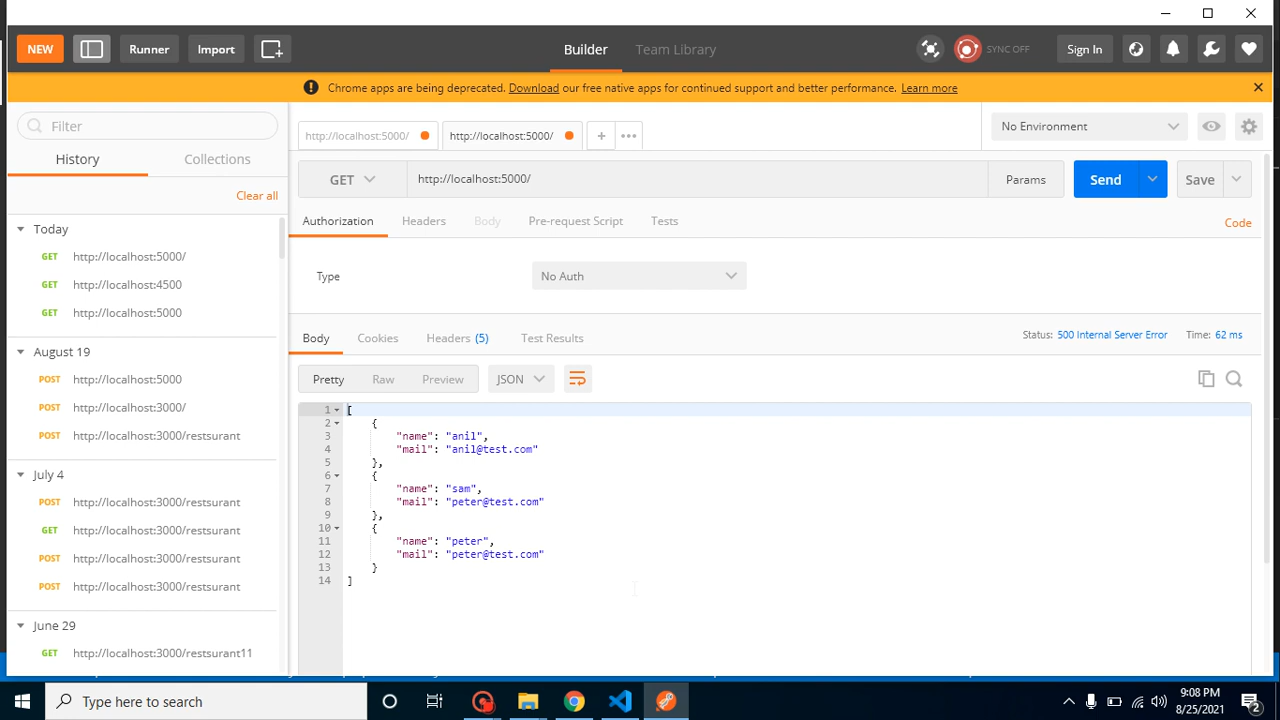 NEW Runner Import Builder Team Library SYNC OFF Sign In
Chrome apps are being deprecated. Download our free native apps for continued support and better performance. Learn more
Filter
History Collections
Clear all
Today
GET http://localhost:5000/
GET http://localhost:4500
GET http://localhost:5000
August 19
POST http://localhost:5000
POST http://localhost:3000/
POST http://localhost:3000/restsurant
July 4
POST http://localhost:3000/restsurant
GET http://localhost:3000/restsurant
POST http://localhost:3000/restsurant
POST http://localhost:3000/restsurant
June 29
GET http://localhost:3000/restsurant11
http://localhost:5000/ http://localhost:5000/ + ••• No Environment
GET http://localhost:5000/ Params Send Save
Authorization Headers Body Pre-request Script Tests Code
Type No Auth
Body Cookies Headers (5) Test Results Status: 500 Internal Server Error Time: 62 ms
Pretty Raw Preview JSON
1 [
2 {
3 "name": "anil",
4 "mail": "anil@test.com"
5 },
6 {
7 "name": "sam",
8 "mail": "peter@test.com"
9 },
10 {
11 "name": "peter",
12 "mail": "peter@test.com"
13 }
14 ]
Type here to search 9:08 PM
8/25/2021 2